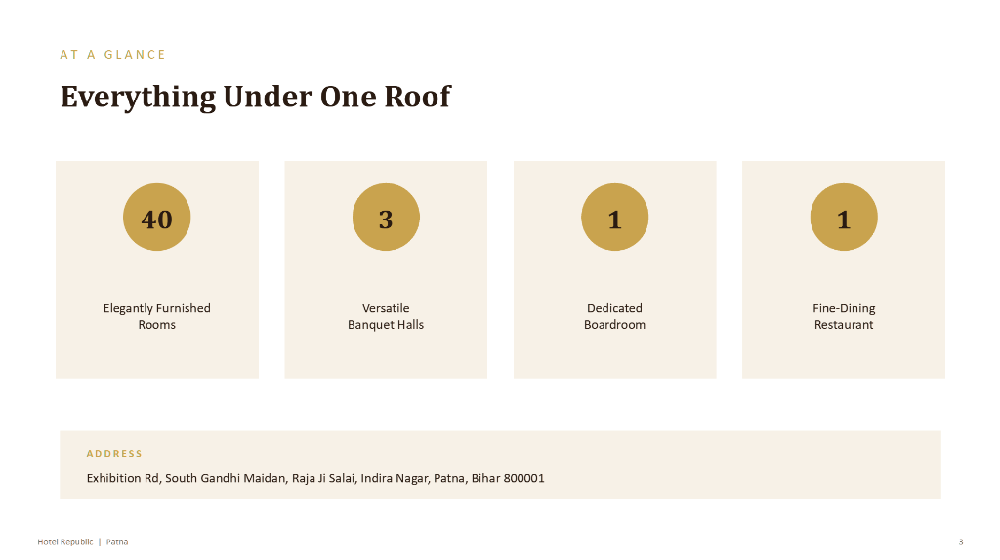 AT A GLANCE
Everything Under One Roof
40
Elegantly Furnished
Rooms
3
Versatile
Banquet Halls
1
Dedicated
Boardroom
1
Fine-Dining
Restaurant
ADDRESS
Exhibition Rd, South Gandhi Maidan, Raja Ji Salai, Indira Nagar, Patna, Bihar 800001
Hotel Republic | Patna
3